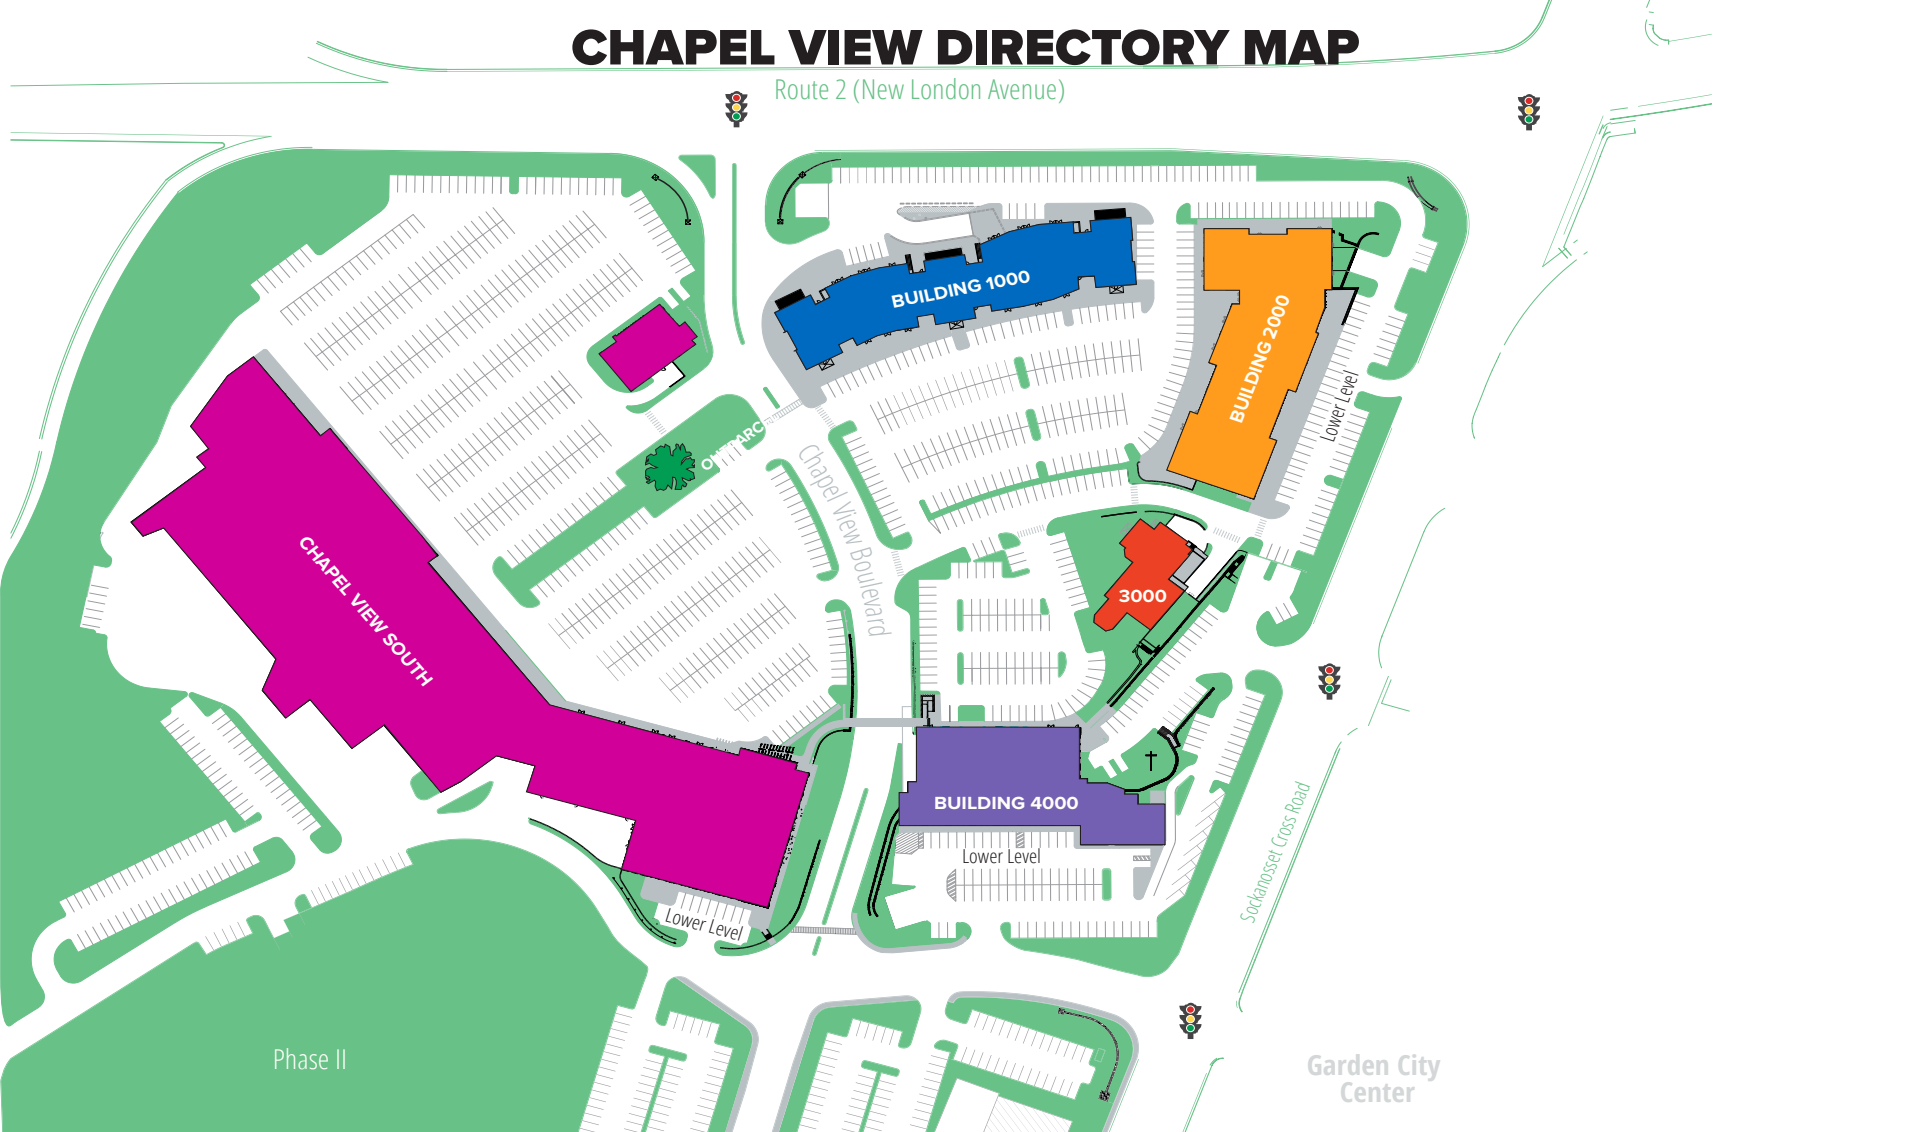 CHAPEL VIEW DIRECTORY MAP
Route 2 (New London Avenue)
BUILDING 1000
BUILDING 2000
Lower Level
Chapel View Boulevard
CHAPEL VIEW SOUTH
3000
BUILDING 4000
Lower Level
Sockanosset Cross Road
Lower Level
Phase II
Garden City
Center